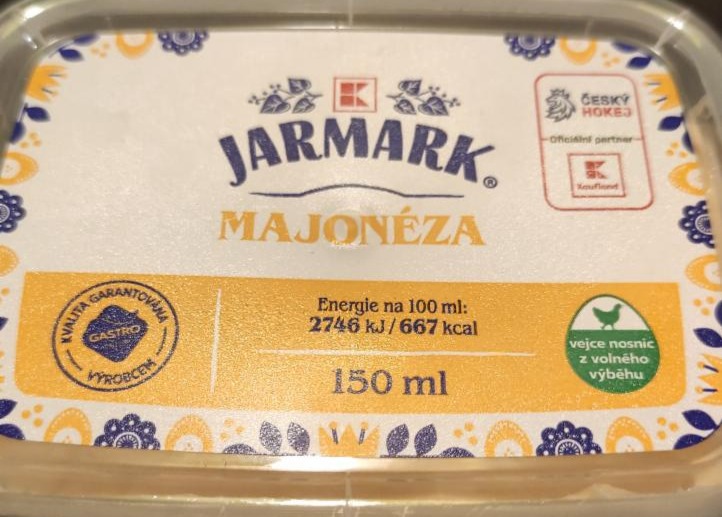 K
JARMARK®
MAJONÉZA
ČESKÝ
HOKEJ
Oficiální partner
K
Kaufland
KVALITA GARANTOVÁNA
GASTRO
VÝROBCEM
Energie na 100 ml:
2746 kJ/667 kcal
150 ml
vejce nosnic
z volného
výběhu